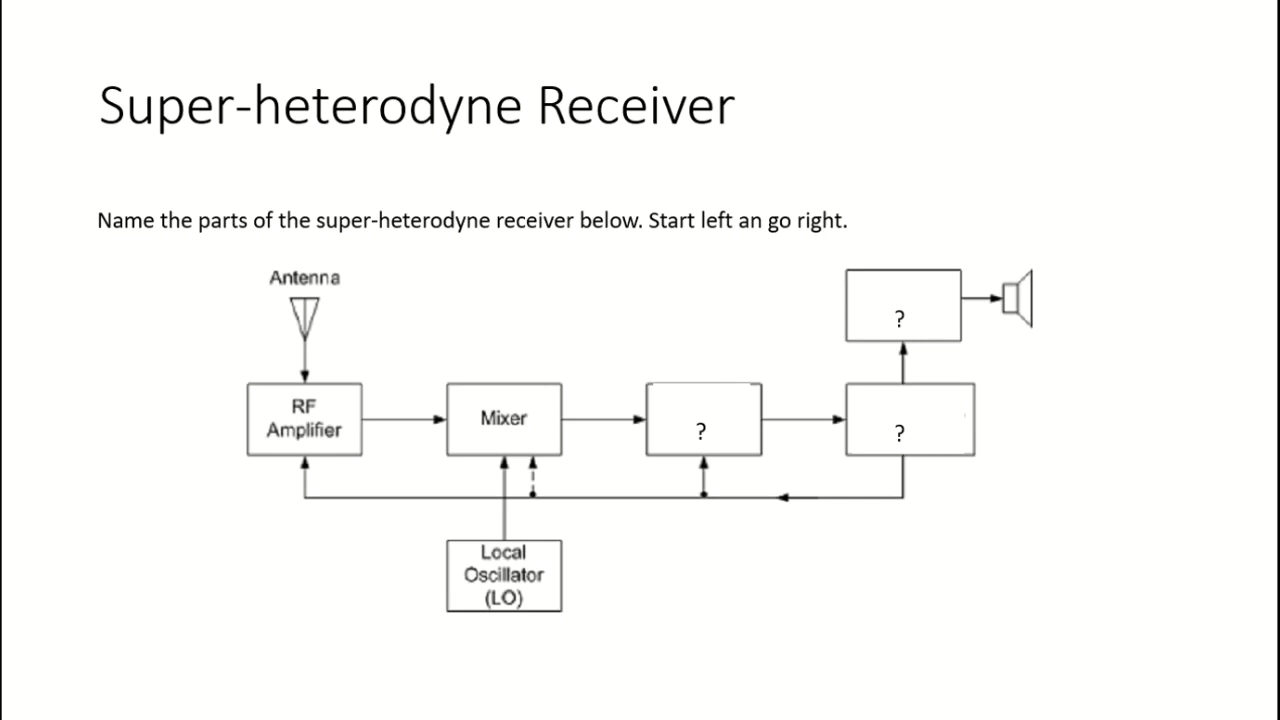 Super-heterodyne Receiver
Name the parts of the super-heterodyne receiver below. Start left an go right.
Antenna
?
RF
Amplifier
Mixer
?
?
Local
Oscillator
(LO)